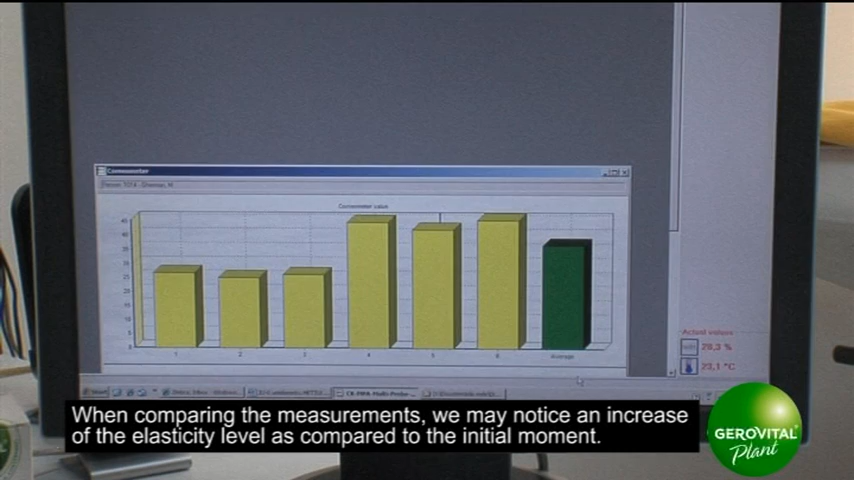 Corneometer
Corneometer value
45
40
35
30
25
20
15
10
5
0
1 2 3 4 5 6 Average
Actual values
23,1 °C
When comparing the measurements, we may notice an increase
of the elasticity level as compared to the initial moment.
GEROVITAL
Plant